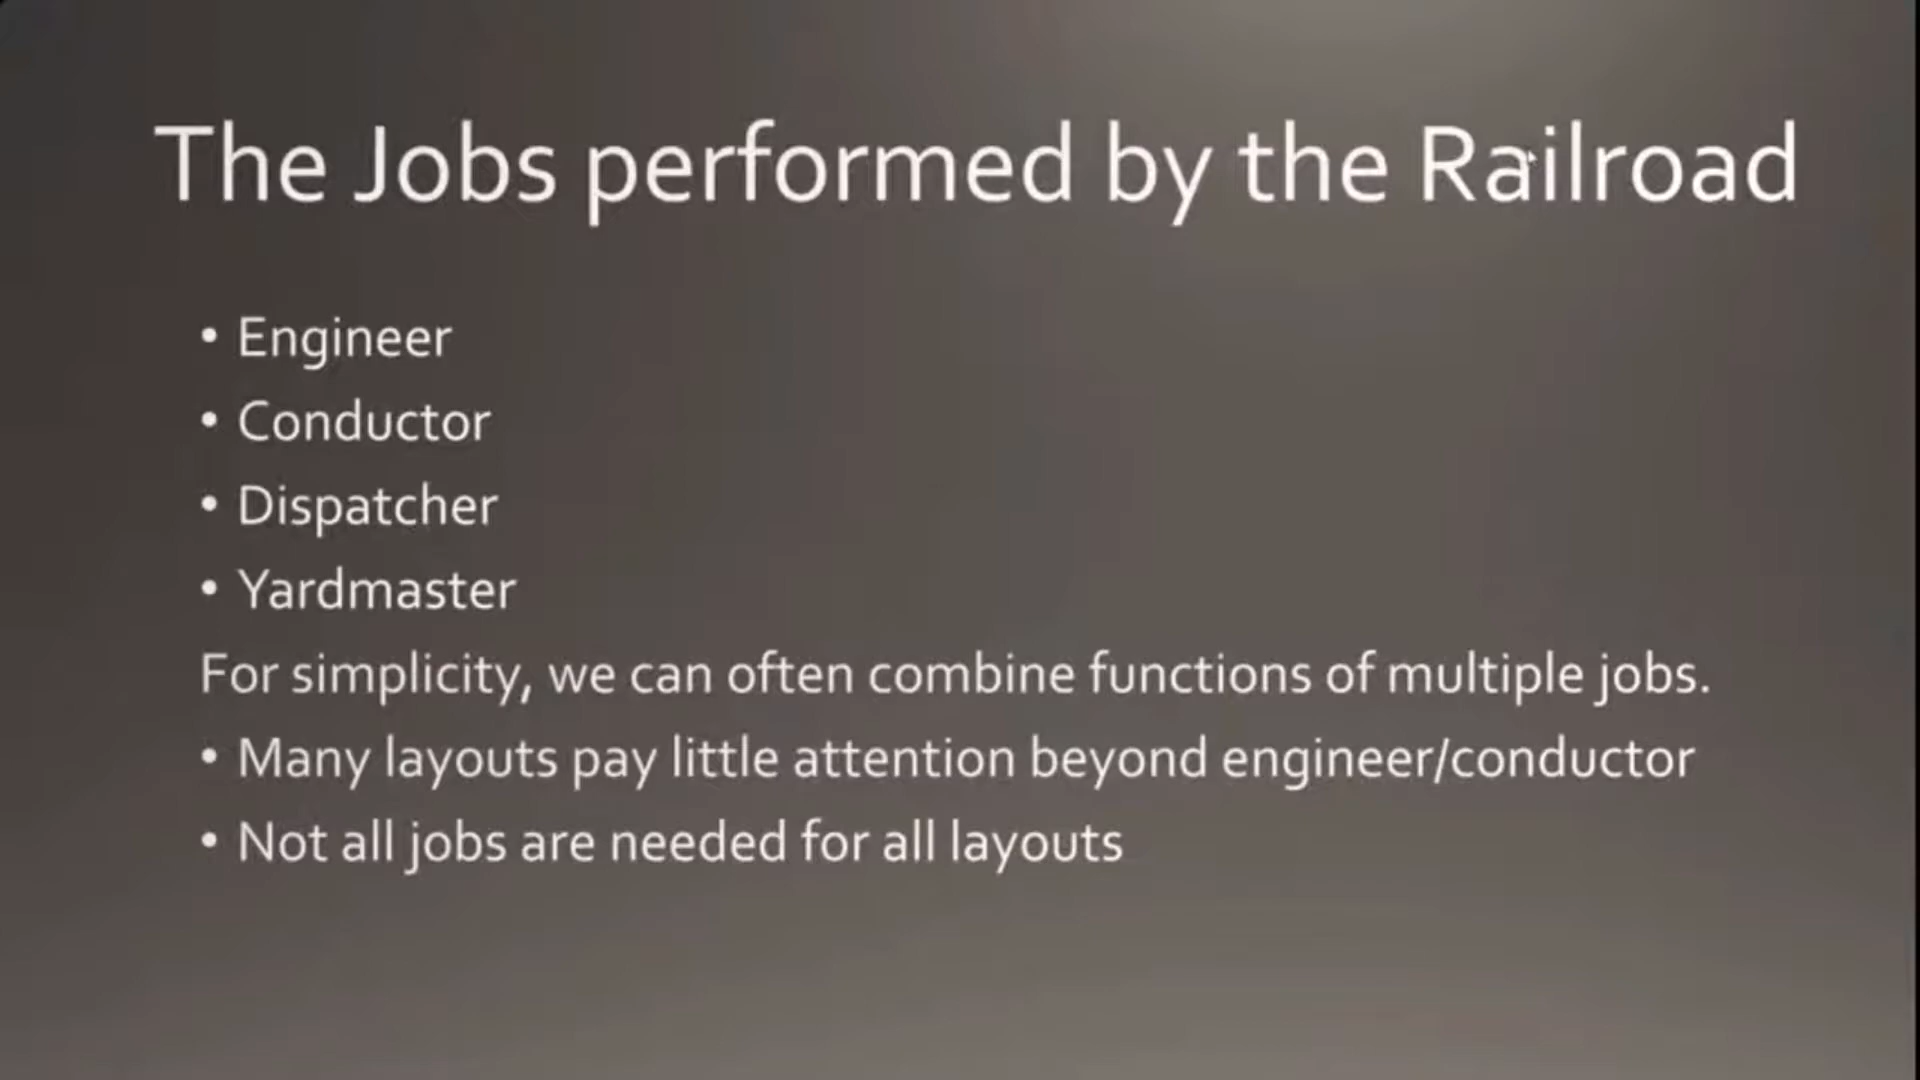 The Jobs performed by the Railroad
• Engineer
• Conductor
• Dispatcher
• Yardmaster
For simplicity, we can often combine functions of multiple jobs.
• Many layouts pay little attention beyond engineer/conductor
• Not all jobs are needed for all layouts